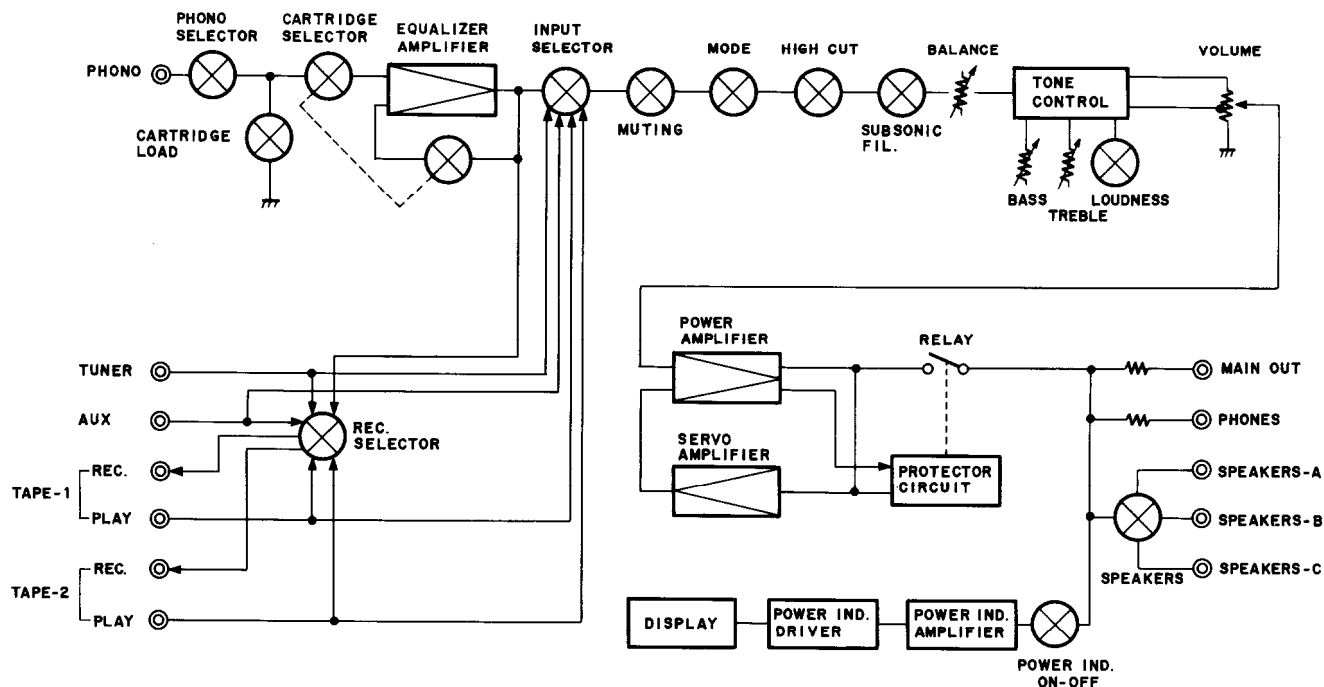 PHONO
SELECTOR
CARTRIDGE
SELECTOR
EQUALIZER
AMPLIFIER
INPUT
SELECTOR
MODE
HIGH CUT
BALANCE
VOLUME
PHONO
TONE
CONTROL
CARTRIDGE
LOAD
MUTING
SUBSONIC
FIL.
BASS
TREBLE
LOUDNESS
POWER
AMPLIFIER
RELAY
TUNER
MAIN OUT
AUX
REC.
SELECTOR
PHONES
SERVO
AMPLIFIER
PROTECTOR
CIRCUIT
TAPE-1
REC.
PLAY
SPEAKERS-A
SPEAKERS-B
SPEAKERS-C
SPEAKERS
TAPE-2
REC.
PLAY
DISPLAY
POWER IND.
DRIVER
POWER IND.
AMPLIFIER
POWER IND.
ON-OFF